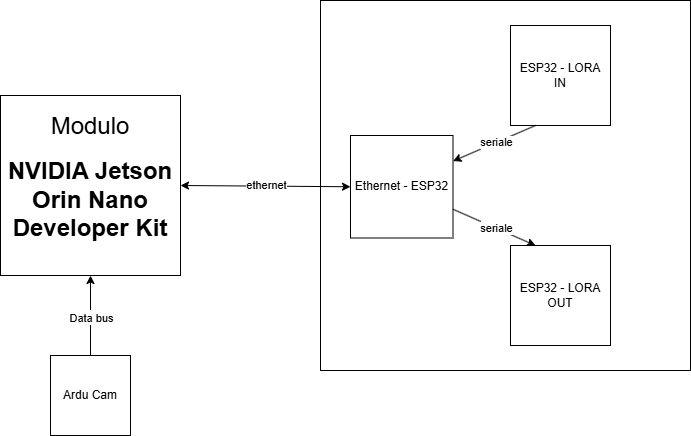 ESP32 - LORA
IN
Modulo
NVIDIA Jetson
Orin Nano
Developer Kit
seriale
ethernet
Ethernet - ESP32
seriale
ESP32 - LORA
OUT
Data bus
Ardu Cam